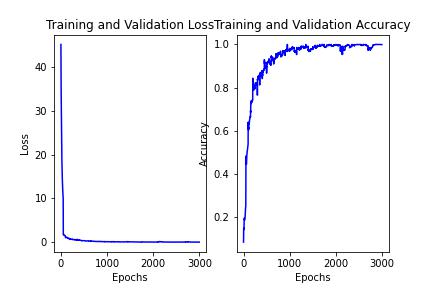 Training and Validation Loss
Loss
40
30
20
10
0
0 1000 2000 3000
Epochs
Training and Validation Accuracy
Accuracy
1.0
0.8
0.6
0.4
0.2
0 1000 2000 3000
Epochs